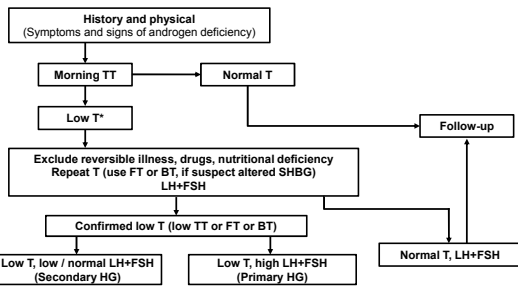 History and physical
(Symptoms and signs of androgen deficiency)
Morning TT
Normal T
Low T*
Follow-up
Exclude reversible illness, drugs, nutritional deficiency
Repeat T (use FT or BT, if suspect altered SHBG)
LH+FSH
Confirmed low T (low TT or FT or BT)
Normal T, LH+FSH
Low T, low / normal LH+FSH
(Secondary HG)
Low T, high LH+FSH
(Primary HG)